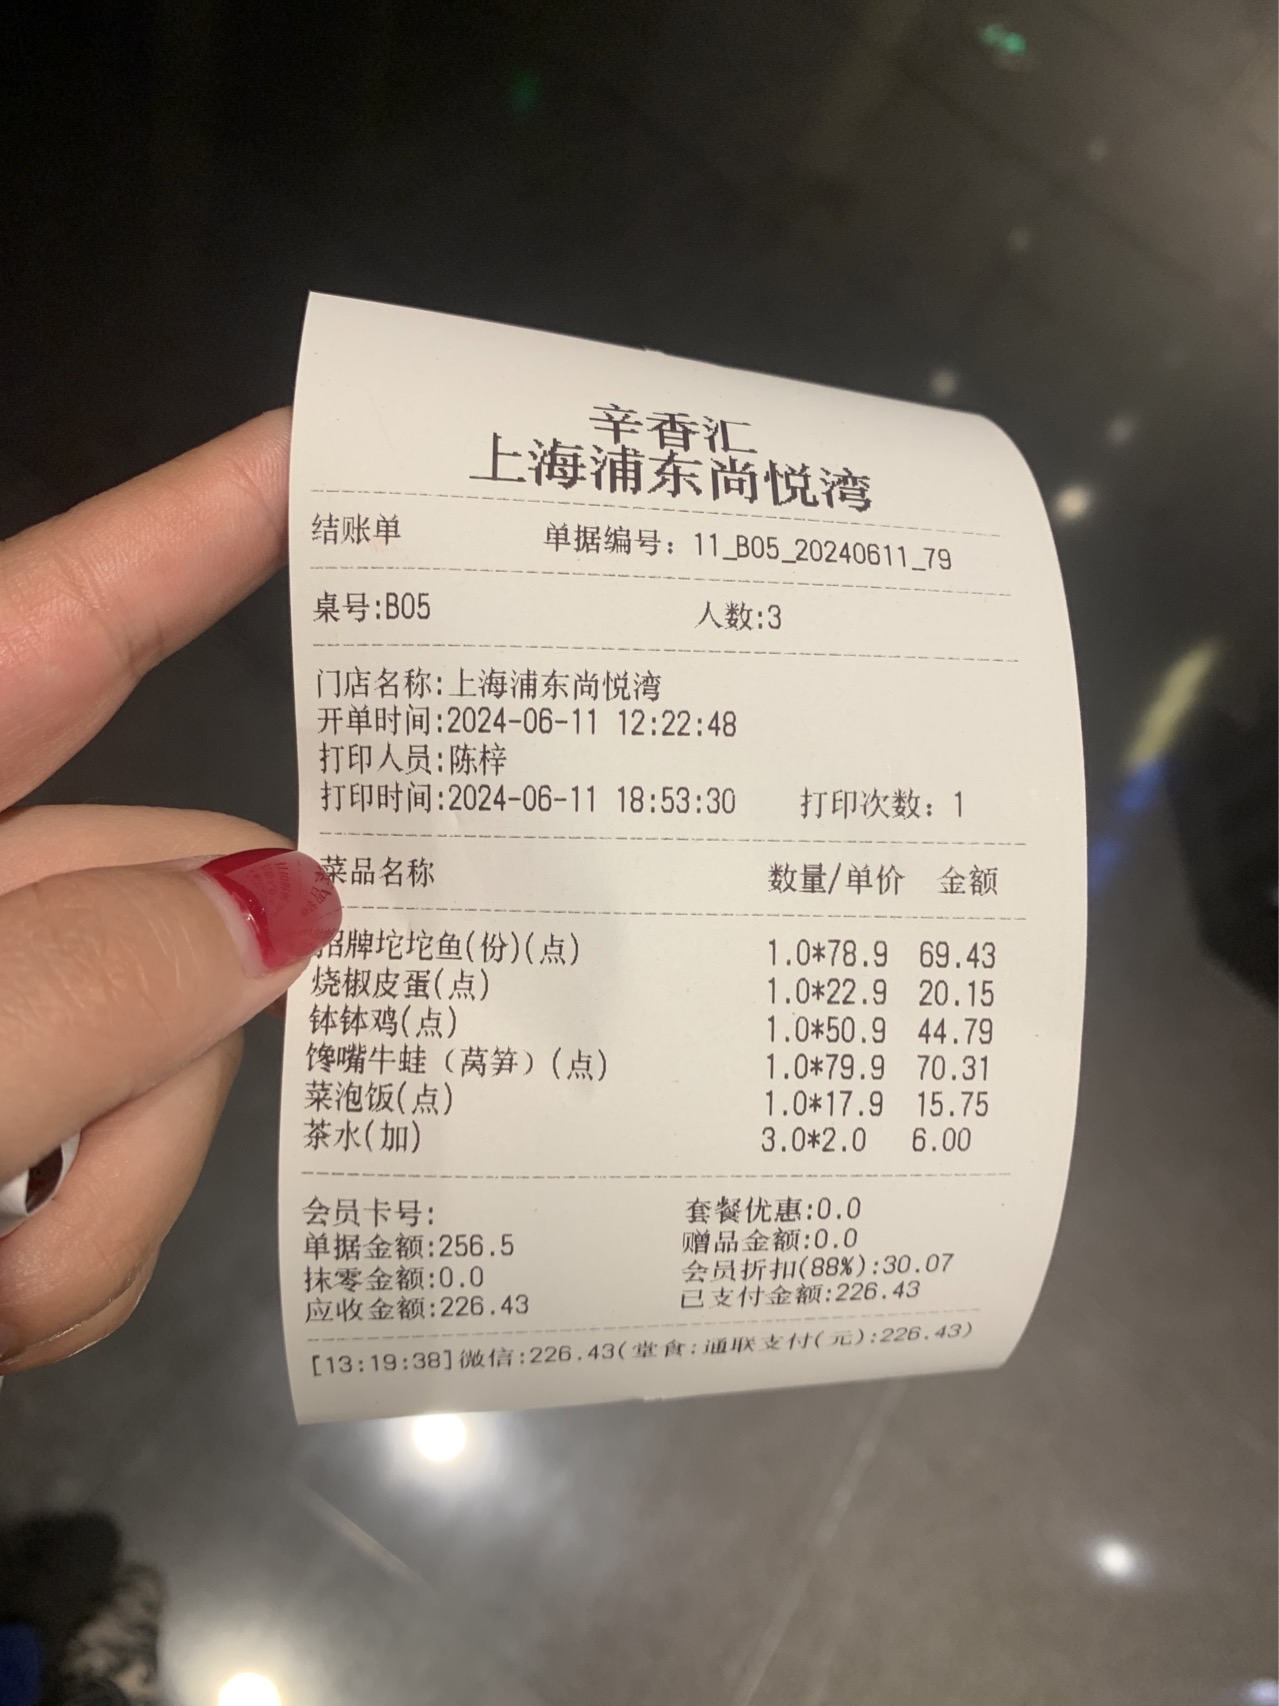 辛香汇
上海浦东尚悦湾
结账单 单据编号：11_B05_20240611_79
桌号:B05 人数:3
门店名称:上海浦东尚悦湾
开单时间:2024-06-11 12:22:48
打印人员:陈梓
打印时间:2024-06-11 18:53:30 打印次数：1
菜品名称 数量/单价 金额
招牌坨坨鱼(份)(点) 1.0*78.9 69.43
烧椒皮蛋(点) 1.0*22.9 20.15
钵钵鸡(点) 1.0*50.9 44.79
馋嘴牛蛙（莴笋）(点) 1.0*79.9 70.31
菜泡饭(点) 1.0*17.9 15.75
茶水(加) 3.0*2.0 6.00
会员卡号: 套餐优惠:0.0
单据金额:256.5 赠品金额:0.0
抹零金额:0.0 会员折扣(88%):30.07
应收金额:226.43 已支付金额:226.43
[13:19:38]微信:226.43(堂食:通联支付(元):226.43)